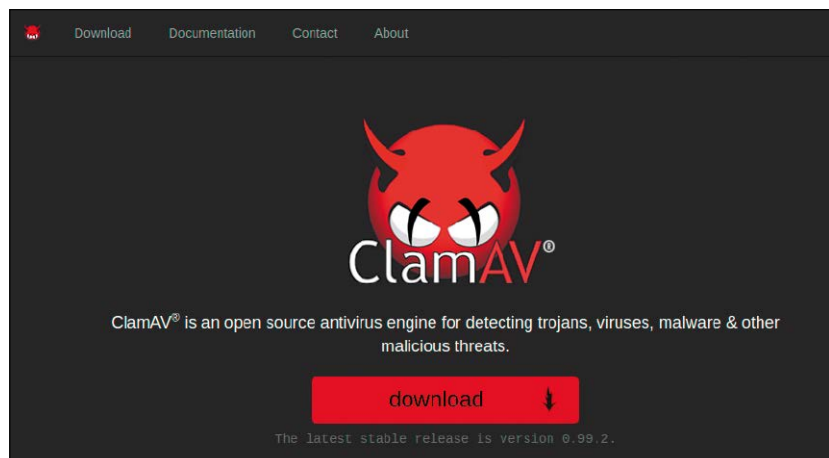 Download Documentation Contact About
ClamAV®
ClamAV® is an open source antivirus engine for detecting trojans, viruses, malware & other
malicious threats.
download
The latest stable release is version 0.99.2.